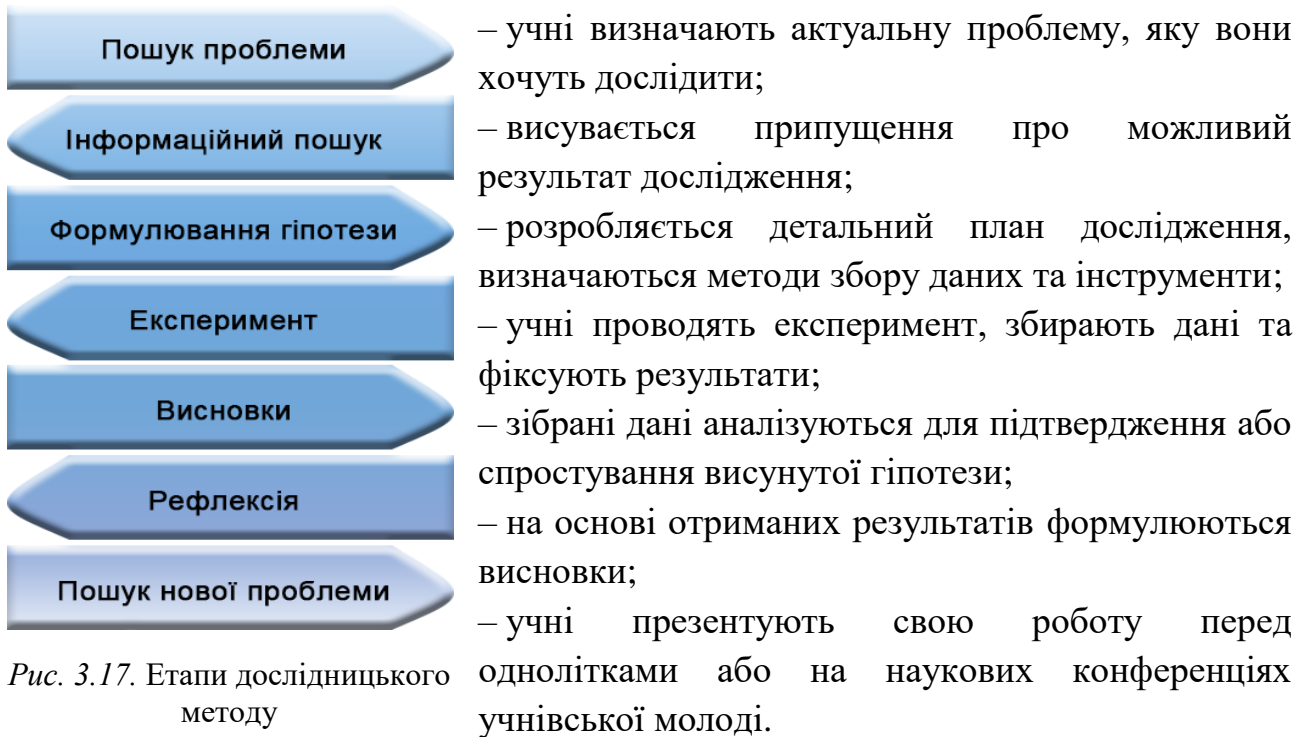 Пошук проблеми
Інформаційний пошук
Формулювання гіпотези
Експеримент
Висновки
Рефлексія
Пошук нової проблеми
Рис. 3.17. Етапи дослідницького
методу
– учні визначають актуальну проблему, яку вони
хочуть дослідити;
– висувається припущення про можливий
результат дослідження;
– розробляється детальний план дослідження,
визначаються методи збору даних та інструменти;
– учні проводять експеримент, збирають дані та
фіксують результати;
– зібрані дані аналізуються для підтвердження або
спростування висунутої гіпотези;
– на основі отриманих результатів формулюються
висновки;
– учні презентують свою роботу перед
однолітками або на наукових конференціях
учнівської молоді.